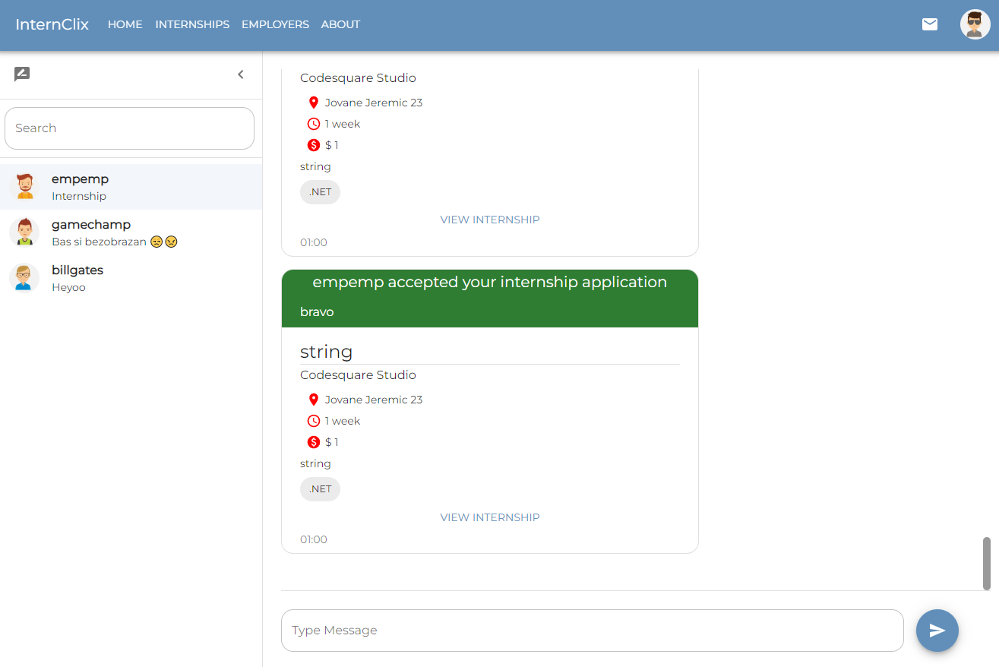 InternClix HOME INTERNSHIPS EMPLOYERS ABOUT
Search
empemp
Internship
gamechamp
Bas si bezobrazan 😒😠
billgates
Heyoo
Codesquare Studio
Jovane Jeremic 23
1 week
$ 1
string
.NET
VIEW INTERNSHIP
01:00
empemp accepted your internship application
bravo
string
Codesquare Studio
Jovane Jeremic 23
1 week
$ 1
string
.NET
VIEW INTERNSHIP
01:00
Type Message